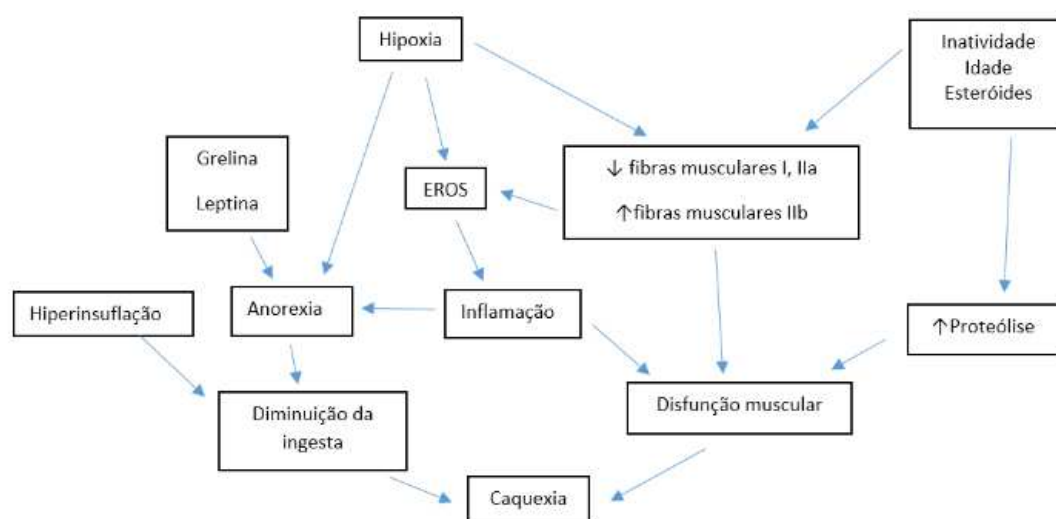 Hipoxia
Inatividade
Idade
Esteróides
Grelina
Leptina
EROS
↓ fibras musculares I, IIa
↑fibras musculares IIb
Hiperinsuflação
Anorexia
Inflamação
↑Proteólise
Diminuição da
ingesta
Disfunção muscular
Caquexia